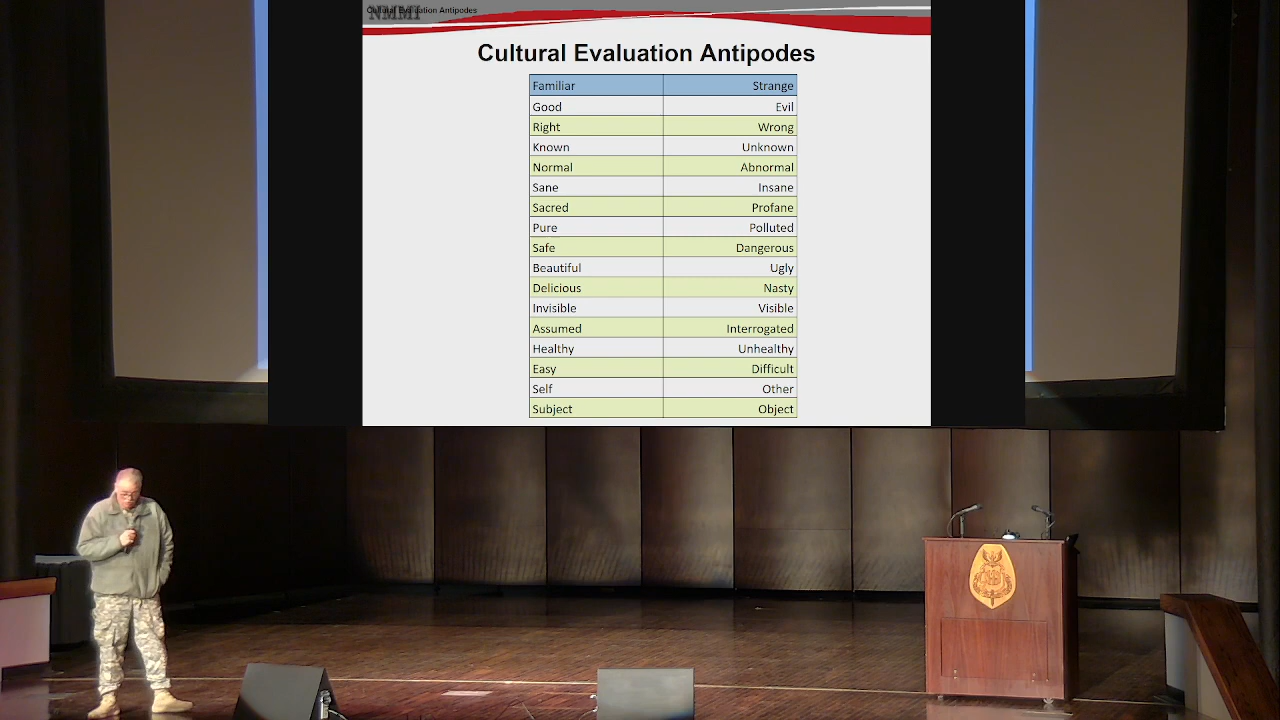 Cultural Evaluation Antipodes
NMMI
Cultural Evaluation Antipodes
Familiar Strange
Good Evil
Right Wrong
Known Unknown
Normal Abnormal
Sane Insane
Sacred Profane
Pure Polluted
Safe Dangerous
Beautiful Ugly
Delicious Nasty
Invisible Visible
Assumed Interrogated
Healthy Unhealthy
Easy Difficult
Self Other
Subject Object